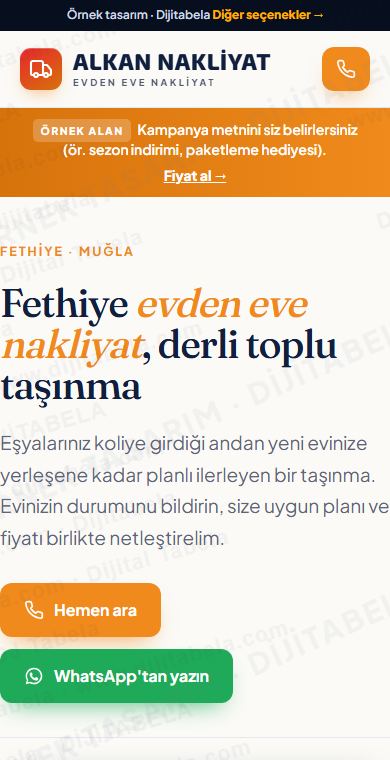 Örnek tasarım · Dijitabela Diğer seçenekler →
ALKAN NAKLİYAT
EVDEN EVE NAKLİYAT
ÖRNEK ALAN Kampanya metnini siz belirlersiniz
(ör. sezon indirimi, paketleme hediyesi).
Fiyat al →
FETHİYE · MUĞLA
Fethiye evden eve
nakliyat, derli toplu
taşınma
Eşyalarınız koliye girdiği andan yeni evinize
yerleşene kadar planlı ilerleyen bir taşınma.
Evinizin durumunu bildirin, size uygun planı ve
fiyatı birlikte netleştirelim.
Hemen ara
WhatsApp'tan yazın